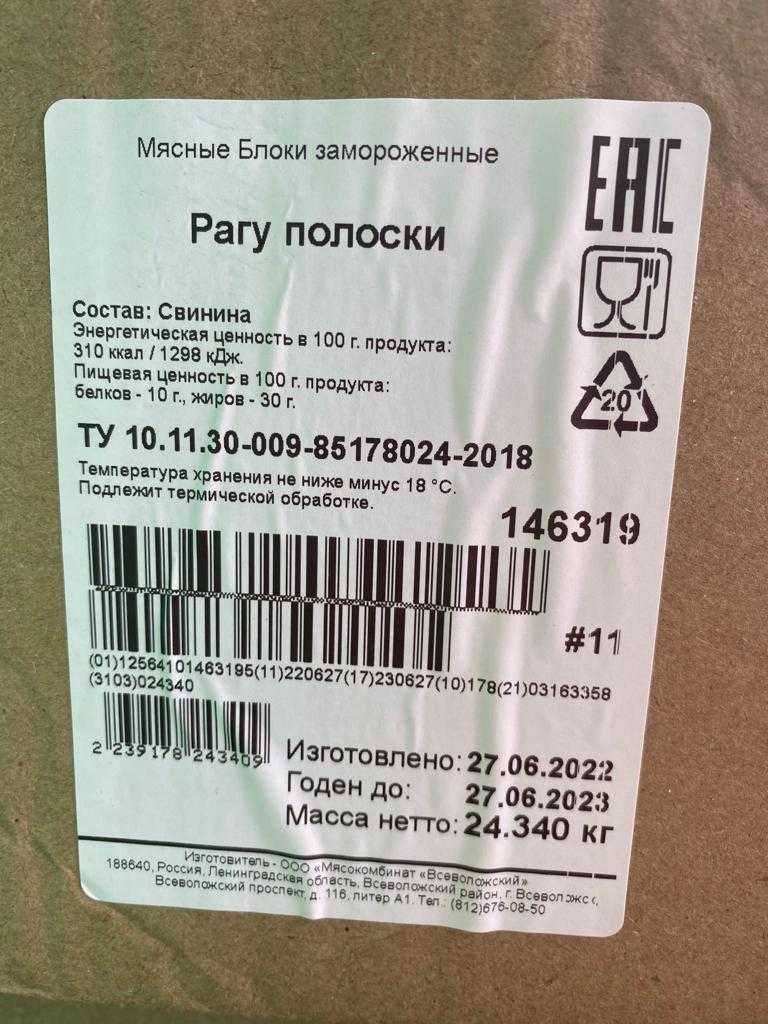 Мясные Блоки замороженные
EAC
Рагу полоски
Состав: Свинина
Энергетическая ценность в 100 г. продукта:
310 ккал / 1298 кДж.
Пищевая ценность в 100 г. продукта:
белков - 10 г., жиров - 30 г.
20
ТУ 10.11.30-009-85178024-2018
Температура хранения не ниже минус 18 °С.
Подлежит термической обработке.
146319
#11
(01)12564101463195(11)220627(17)230627(10)178(21)03163358
(3103)024340
2 239178 243409
Изготовлено: 27.06.2022
Годен до: 27.06.2023
Масса нетто: 24.340 кг
Изготовитель - ООО «Мясокомбинат «Всеволожский»
188640, Россия, Ленинградская область, Всеволожский район, г. Всеволожск,
Всеволожский проспект, д. 116, литер А1. Тел.: (812)676-08-50